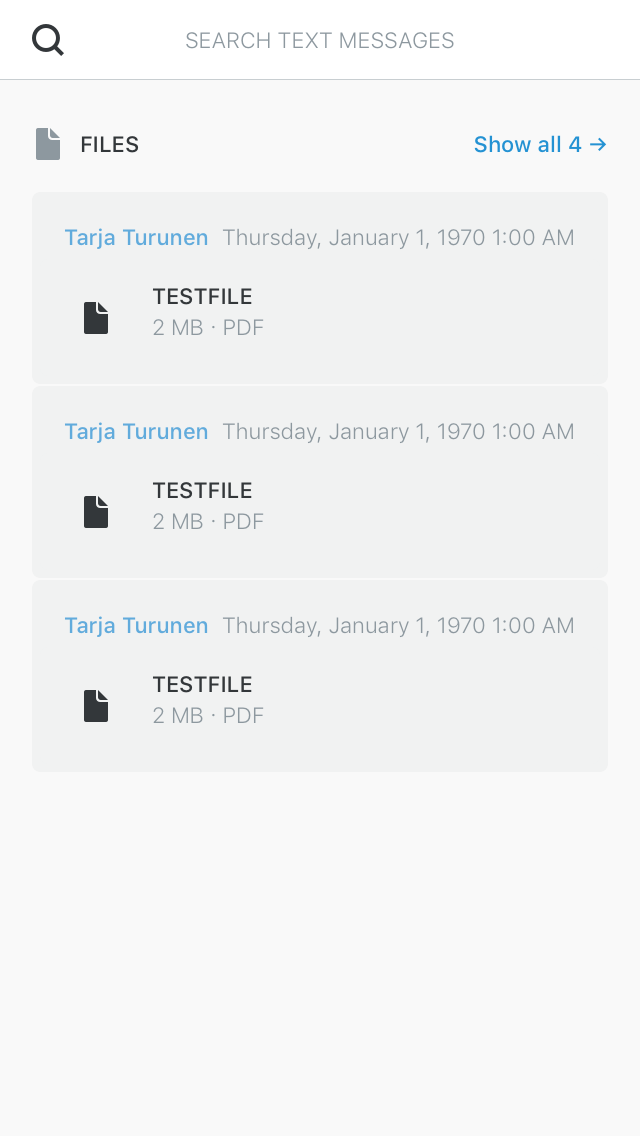 SEARCH TEXT MESSAGES
FILES Show all 4 →
Tarja Turunen Thursday, January 1, 1970 1:00 AM
TESTFILE
2 MB · PDF
Tarja Turunen Thursday, January 1, 1970 1:00 AM
TESTFILE
2 MB · PDF
Tarja Turunen Thursday, January 1, 1970 1:00 AM
TESTFILE
2 MB · PDF